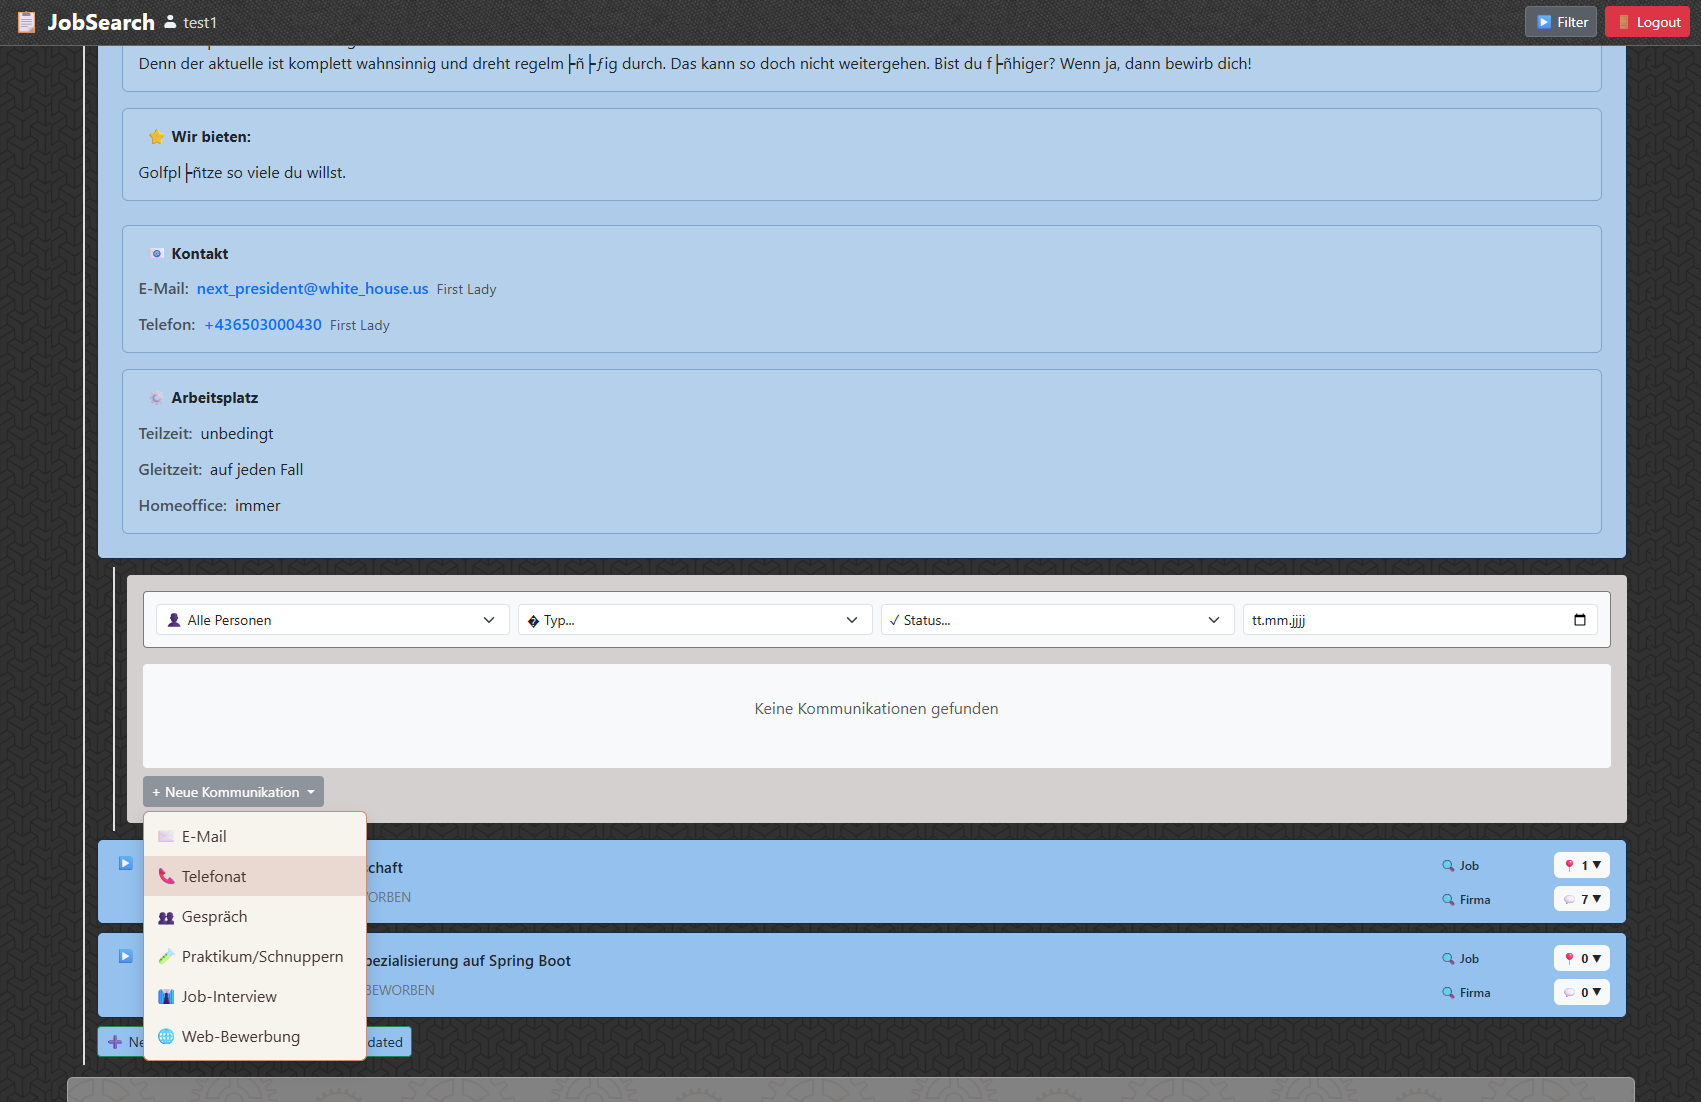 JobSearch test1
Filter
Logout
Denn der aktuelle ist komplett wahnsinnig und dreht regelm├ñ├ƒig durch. Das kann so doch nicht weitergehen. Bist du f├ñhiger? Wenn ja, dann bewirb dich!
Wir bieten:
Golfpl├ñtze so viele du willst.
Kontakt
E-Mail: next_president@white_house.us First Lady
Telefon: +436503000430 First Lady
Arbeitsplatz
Teilzeit: unbedingt
Gleitzeit: auf jeden Fall
Homeoffice: immer
Alle Personen
� Typ...
✓ Status...
tt.mm.jjjj
Keine Kommunikationen gefunden
+ Neue Kommunikation
E-Mail
Telefonat
Gespräch
Praktikum/Schnuppern
Job-Interview
Web-Bewerbung
chaft
ORBEN
Job
1 ▼
Firma
7 ▼
pezialisierung auf Spring Boot
BEWORBEN
Job
0 ▼
Firma
0 ▼
Ne
dated